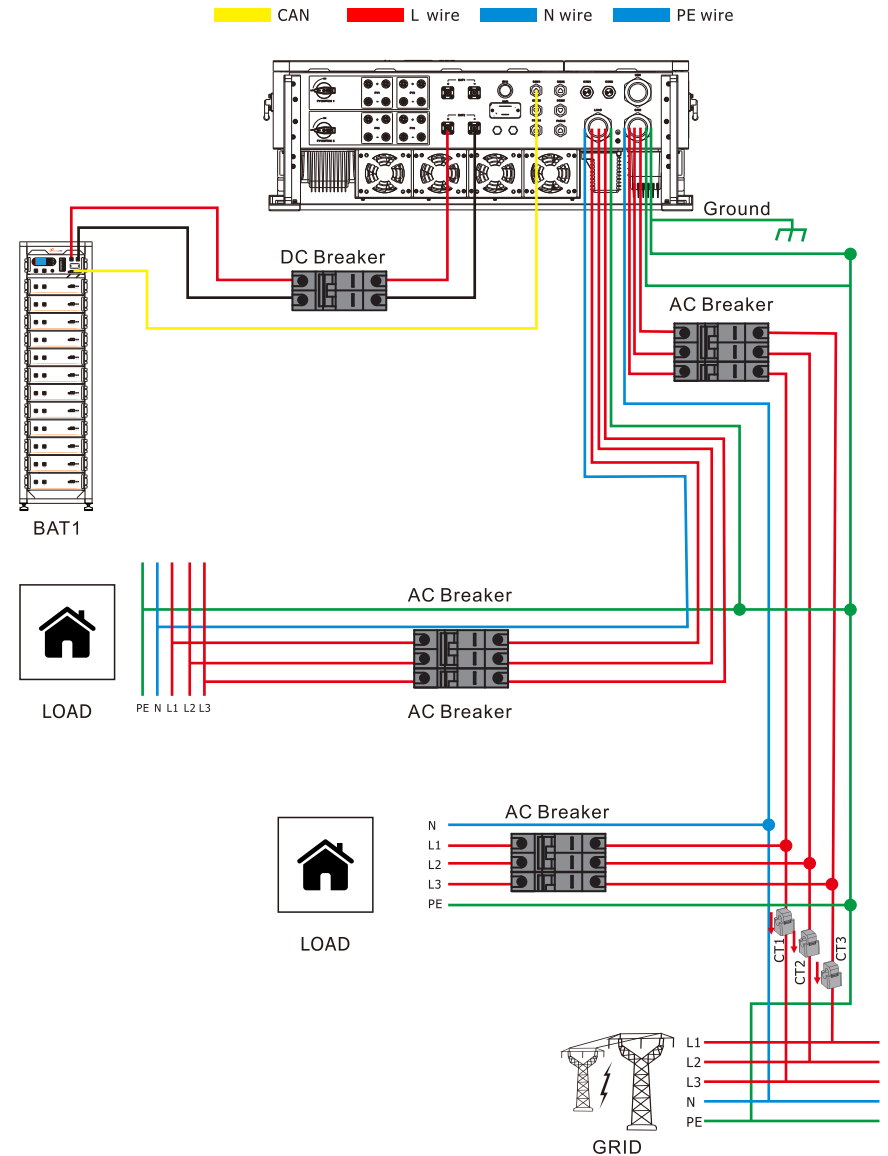 CAN L wire N wire PE wire
Ground
DC Breaker
AC Breaker
BAT1
AC Breaker
LOAD
PE N L1 L2 L3
AC Breaker
AC Breaker
N
L1
L2
L3
PE
LOAD
CT1
CT2
CT3
L1
L2
L3
N
PE
GRID